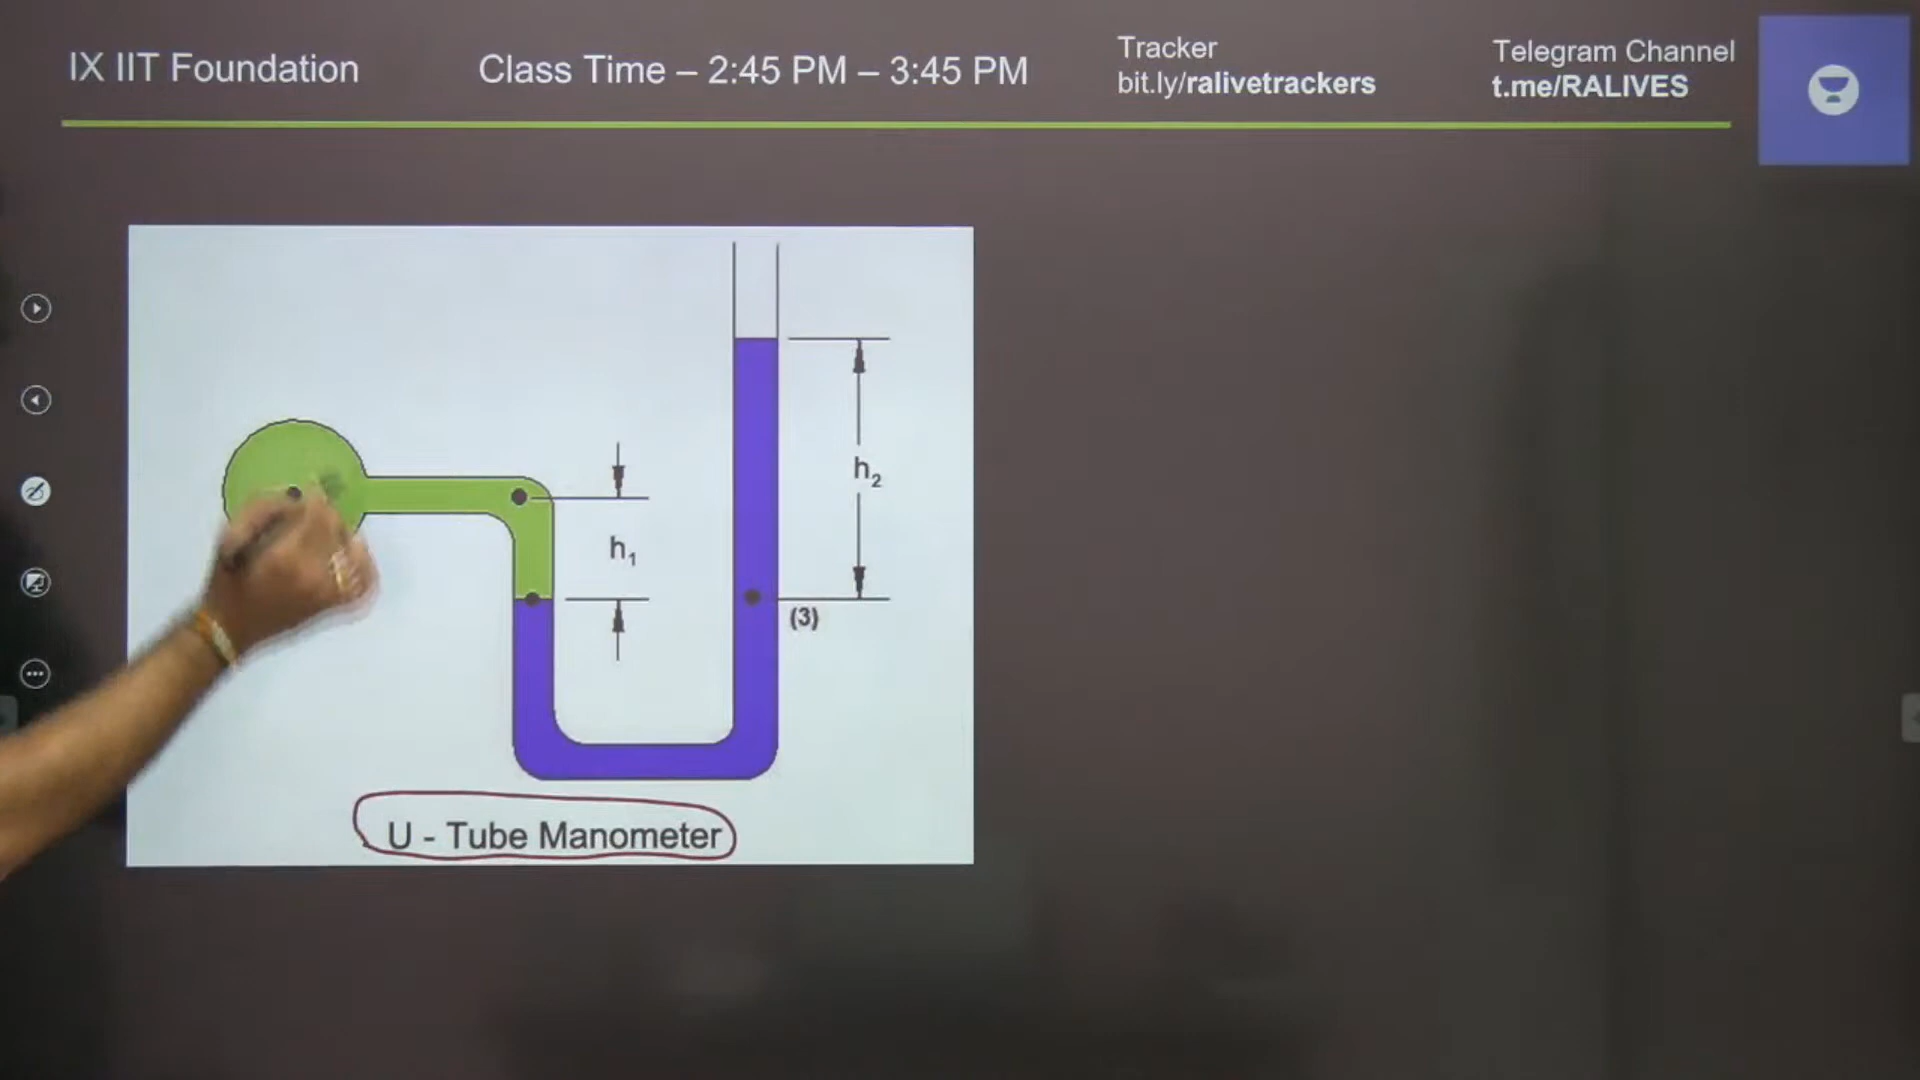 IX IIT Foundation
Class Time – 2:45 PM – 3:45 PM
Tracker
bit.ly/ralivetrackers
Telegram Channel
t.me/RALIVES
h2
h1
(3)
U - Tube Manometer